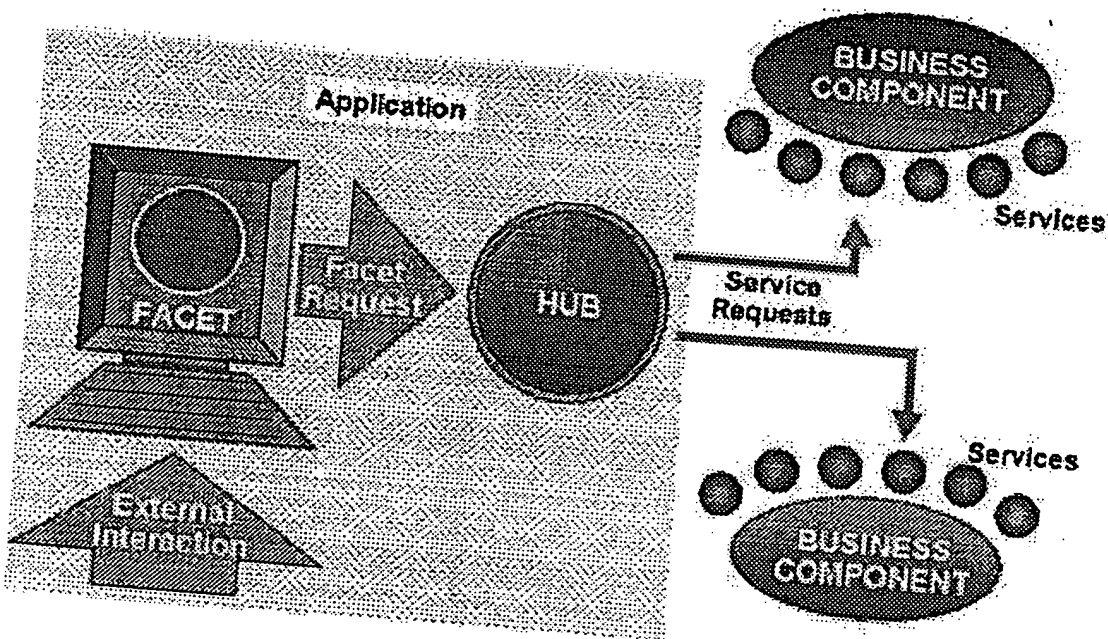 Application
BUSINESS
COMPONENT
Services
FACET
Facet
Request
HUB
Service
Requests
External
Interaction
Services
BUSINESS
COMPONENT